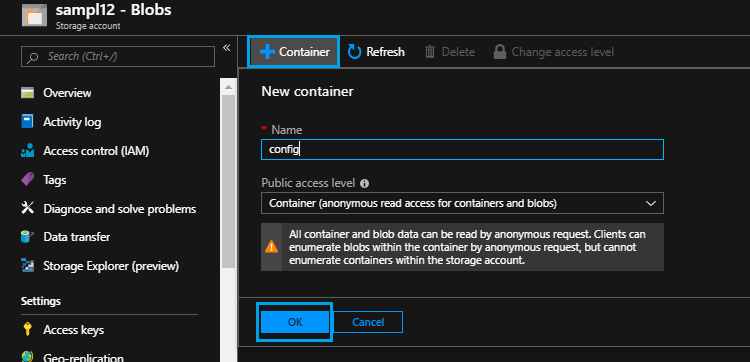 sampl12 - Blobs
Storage account
Search (Ctrl+/)
«
Overview
Activity log
Access control (IAM)
Tags
Diagnose and solve problems
Data transfer
Storage Explorer (preview)
Settings
Access keys
Geo-replication
+ Container
Refresh
Delete
Change access level
New container
* Name
config
Public access level
Container (anonymous read access for containers and blobs)
All container and blob data can be read by anonymous request. Clients can
enumerate blobs within the container by anonymous request, but cannot
enumerate containers within the storage account.
OK
Cancel